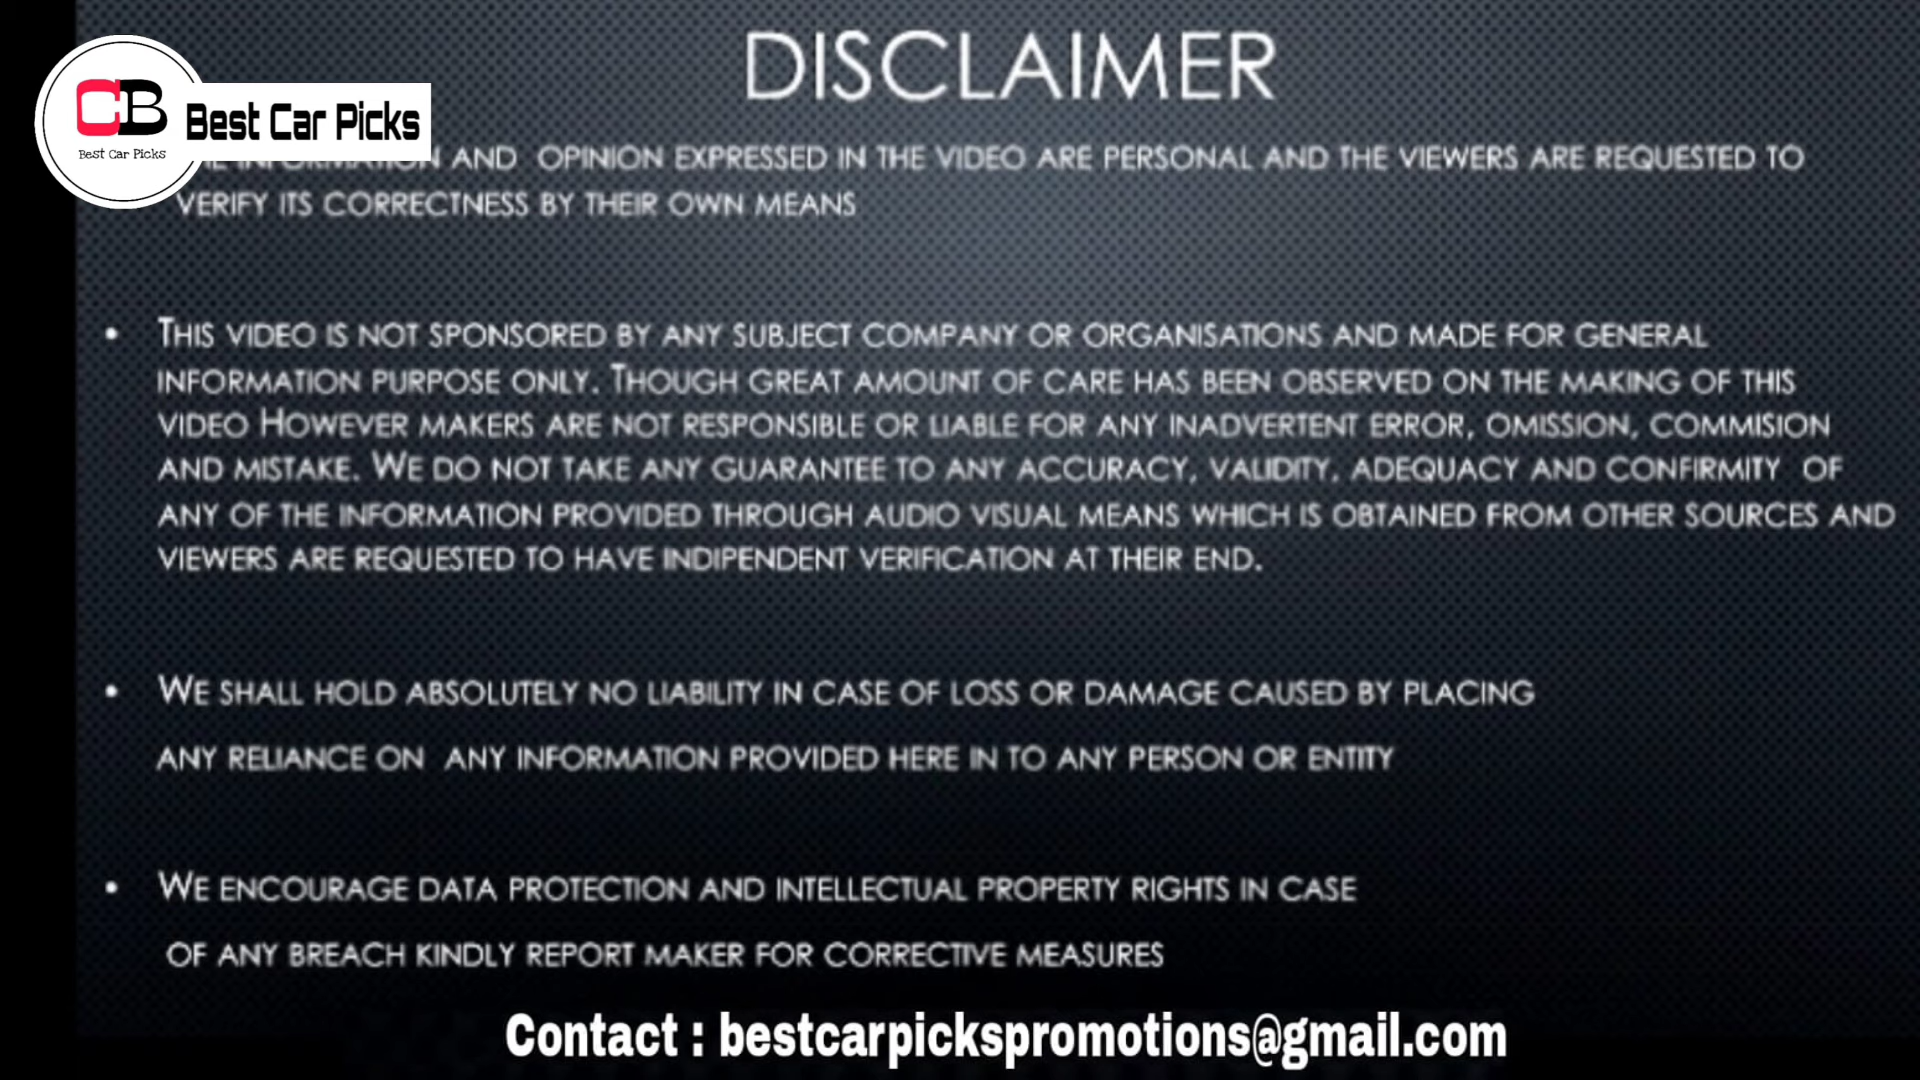 DISCLAIMER
CB
Best Car Picks
Best Car Picks
INFORMATION AND OPINION EXPRESSED IN THE VIDEO ARE PERSONAL AND THE VIEWERS ARE REQUESTED TO
VERIFY ITS CORRECTNESS BY THEIR OWN MEANS
• THIS VIDEO IS NOT SPONSORED BY ANY SUBJECT COMPANY OR ORGANISATIONS AND MADE FOR GENERAL
INFORMATION PURPOSE ONLY. THOUGH GREAT AMOUNT OF CARE HAS BEEN OBSERVED ON THE MAKING OF THIS
VIDEO HOWEVER MAKERS ARE NOT RESPONSIBLE OR LIABLE FOR ANY INADVERTENT ERROR, OMISSION, COMMISION
AND MISTAKE. WE DO NOT TAKE ANY GUARANTEE TO ANY ACCURACY, VALIDITY, ADEQUACY AND CONFIRMITY OF
ANY OF THE INFORMATION PROVIDED THROUGH AUDIO VISUAL MEANS WHICH IS OBTAINED FROM OTHER SOURCES AND
VIEWERS ARE REQUESTED TO HAVE INDIPENDENT VERIFICATION AT THEIR END.
• WE SHALL HOLD ABSOLUTELY NO LIABILITY IN CASE OF LOSS OR DAMAGE CAUSED BY PLACING
ANY RELIANCE ON ANY INFORMATION PROVIDED HERE IN TO ANY PERSON OR ENTITY
• WE ENCOURAGE DATA PROTECTION AND INTELLECTUAL PROPERTY RIGHTS IN CASE
OF ANY BREACH KINDLY REPORT MAKER FOR CORRECTIVE MEASURES
Contact : bestcarpickspromotions@gmail.com